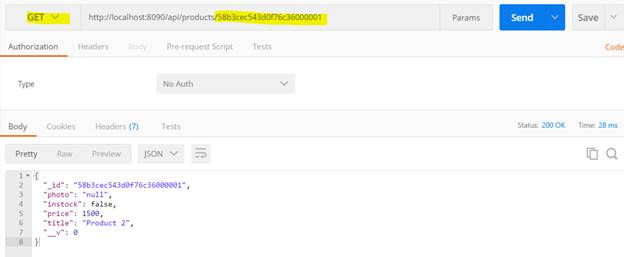 GET http://localhost:8090/api/products/58b3cec543d0f76c36000001 Params Send Save
Authorization Headers Body Pre-request Script Tests Code
Type No Auth
Body Cookies Headers (7) Tests Status: 200 OK Time: 28 ms
Pretty Raw Preview JSON
1 {
2 "_id": "58b3cec543d0f76c36000001",
3 "photo": "null",
4 "instock": false,
5 "price": 1500,
6 "title": "Product 2",
7 "__v": 0
8 }